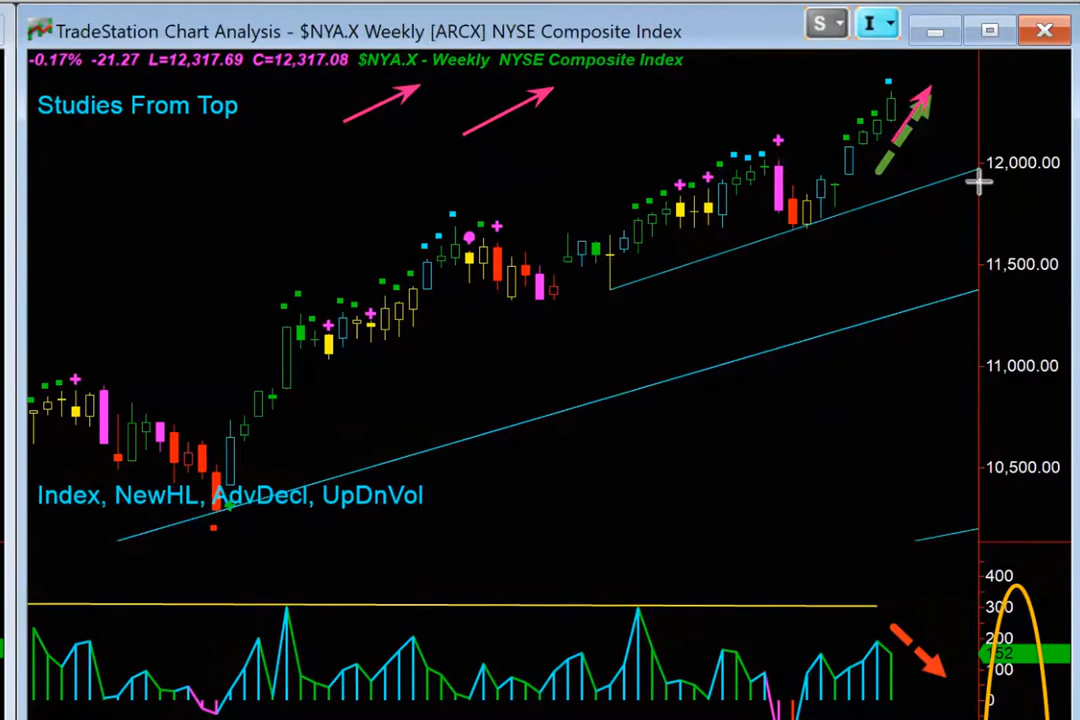 TradeStation Chart Analysis - $NYA.X Weekly [ARCX] NYSE Composite Index
S
I
-0.17% -21.27 L=12,317.69 C=12,317.08 $NYA.X - Weekly NYSE Composite Index
Studies From Top
12,000.00
11,500.00
11,000.00
10,500.00
Index, NewHL, AdvDecl, UpDnVol
400
300
200
152
100
0